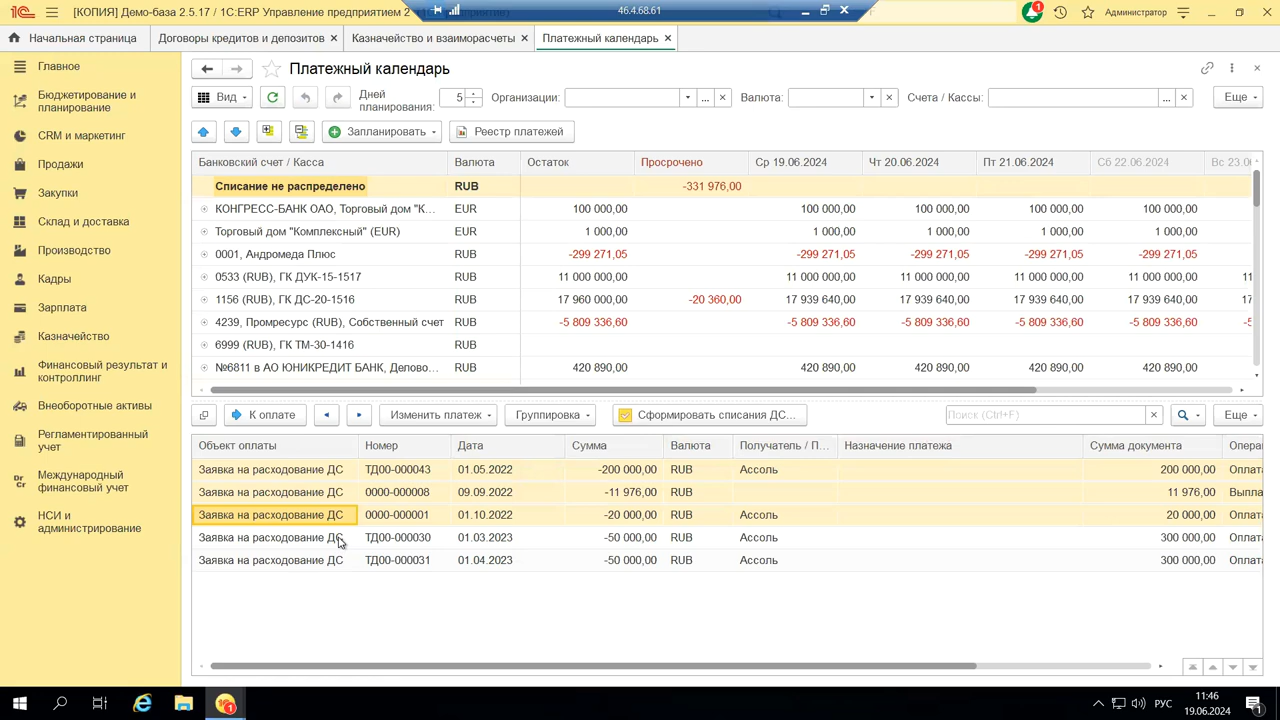 [КОПИЯ] Демо-база 2.5.17 / 1С:ERP Управление предприятием 2
46.4.68.61
1
Администратор
Начальная страница
Договоры кредитов и депозитов ×
Казначейство и взаиморасчеты ×
Платежный календарь ×
Главное
Бюджетирование и
планирование
CRM и маркетинг
Продажи
Закупки
Склад и доставка
Производство
Кадры
Зарплата
Казначейство
Финансовый результат и
контроллинг
Внеоборотные активы
Регламентированный
учет
Международный
финансовый учет
НСИ и
администрирование
Платежный календарь
Вид
Дней
планирования:
5
Организации:
Валюта:
Счета / Кассы:
Еще
Запланировать
Реестр платежей
Банковский счет / Касса Валюта Остаток Просрочено Ср 19.06.2024 Чт 20.06.2024 Пт 21.06.2024 Сб 22.06.2024 Вс 23.0
Списание не распределено RUB -331 976,00
КОНГРЕСС-БАНК ОАО, Торговый дом "К... EUR 100 000,00 100 000,00 100 000,00 100 000,00 100 000,00
Торговый дом "Комплексный" (EUR) EUR 1 000,00 1 000,00 1 000,00 1 000,00 1 000,00
0001, Андромеда Плюс RUB -299 271,05 -299 271,05 -299 271,05 -299 271,05 -299 271,05
0533 (RUB), ГК ДУК-15-1517 RUB 11 000 000,00 11 000 000,00 11 000 000,00 11 000 000,00 11 000 000,00 11
1156 (RUB), ГК ДС-20-1516 RUB 17 960 000,00 -20 360,00 17 939 640,00 17 939 640,00 17 939 640,00 17 939 640,00 17
4239, Промресурс (RUB), Собственный счет RUB -5 809 336,60 -5 809 336,60 -5 809 336,60 -5 809 336,60 -5 809 336,60 -5
6999 (RUB), ГК ТМ-30-1416 RUB
№6811 в АО ЮНИКРЕДИТ БАНК, Делово... RUB 420 890,00 420 890,00 420 890,00 420 890,00 420 890,00
К оплате
Изменить платеж
Группировка
Сформировать списания ДС...
Поиск (Ctrl+F)
Еще
Объект оплаты Номер Дата Сумма Валюта Получатель / П... Назначение платежа Сумма документа Опера
Заявка на расходование ДС ТД00-000043 01.05.2022 -200 000,00 RUB Ассоль 200 000,00 Оплат
Заявка на расходование ДС 0000-000008 09.09.2022 -11 976,00 RUB 11 976,00 Выпла
Заявка на расходование ДС 0000-000001 01.10.2022 -20 000,00 RUB Ассоль 20 000,00 Оплат
Заявка на расходование ДС ТД00-000030 01.03.2023 -50 000,00 RUB Ассоль 300 000,00 Оплат
Заявка на расходование ДС ТД00-000031 01.04.2023 -50 000,00 RUB Ассоль 300 000,00 Оплат
РУС
11:46
19.06.2024
1